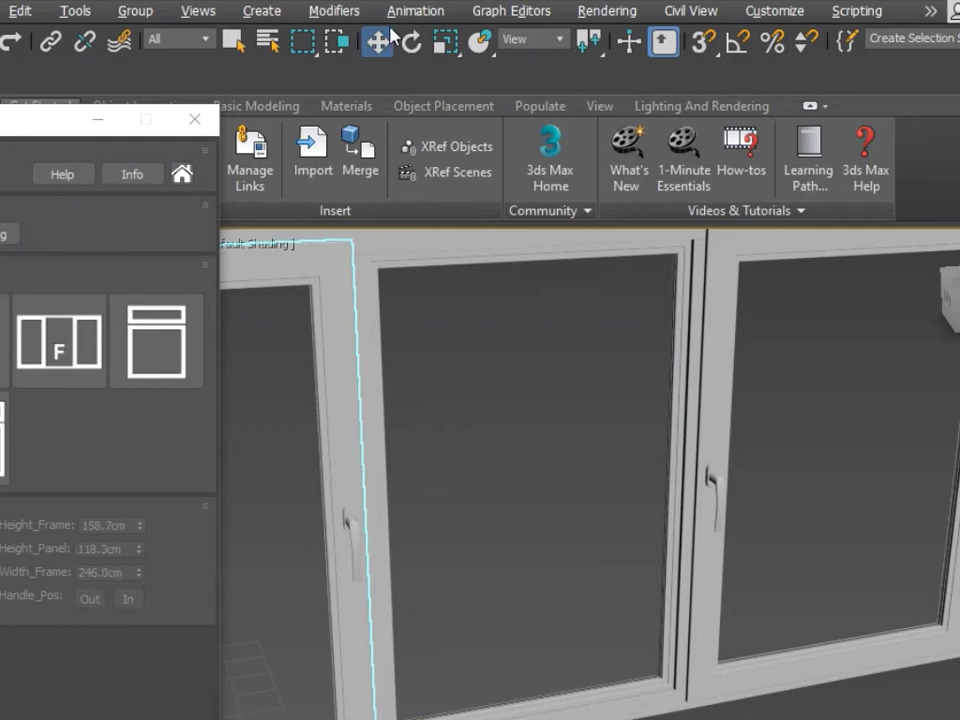 Edit Tools Group Views Create Modifiers Animation Graph Editors Rendering Civil View Customize Scripting
All View 3 Create Selection S
Basic Modeling Materials Object Placement Populate View Lighting And Rendering
Help Info
g
Manage Links
Import
Merge
XRef Objects
XRef Scenes
Insert
3ds Max Home
Community
What's New
1-Minute Essentials
How-tos
Learning Path...
3ds Max Help
Videos & Tutorials
fault Shading ]
F
Height_Frame: 158.7cm
Height_Panel: 118.3cm
Width_Frame: 246.0cm
Handle_Pos: Out In